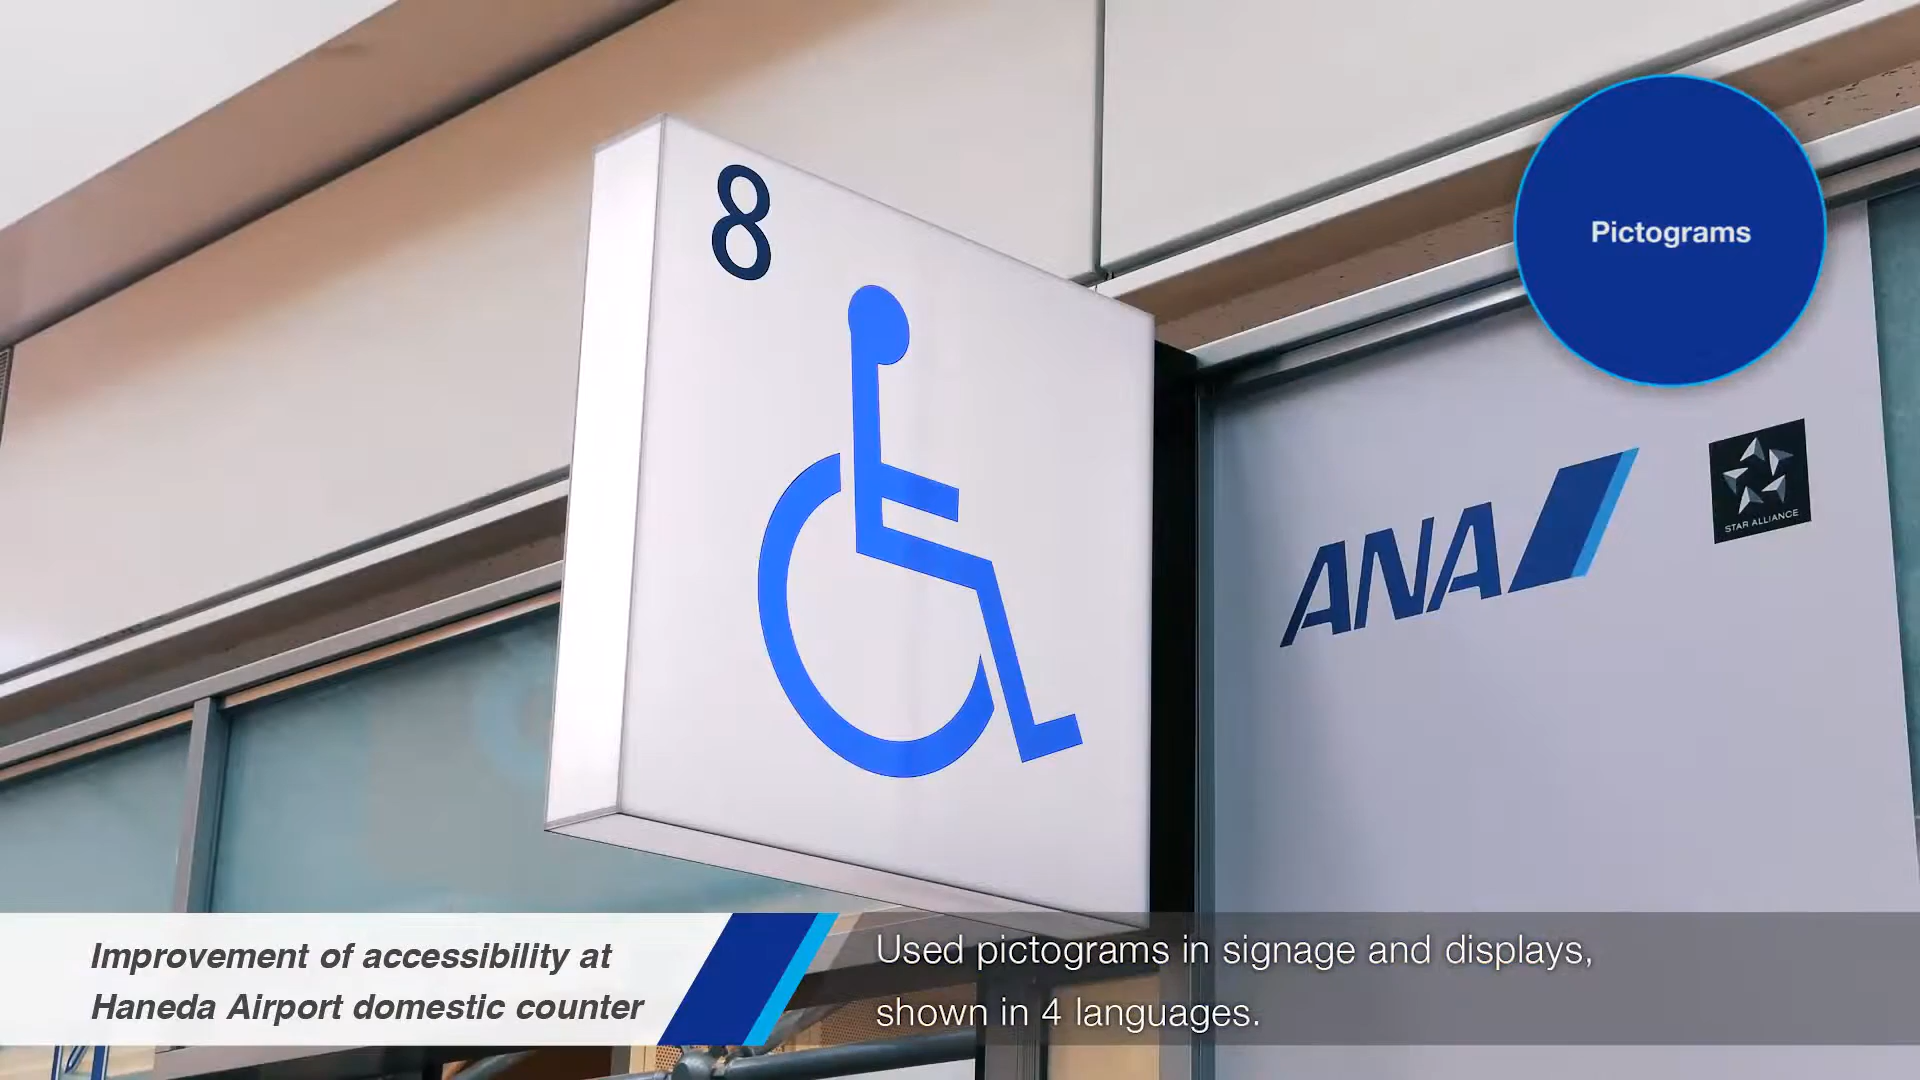 8
Pictograms
ANA
STAR ALLIANCE
Improvement of accessibility at
Haneda Airport domestic counter
Used pictograms in signage and displays,
shown in 4 languages.